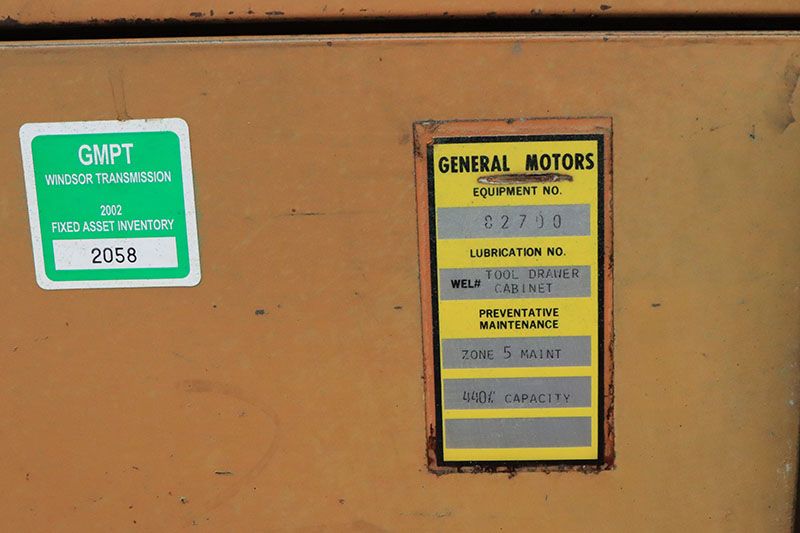 GMPT
WINDSOR TRANSMISSION
2002
FIXED ASSET INVENTORY
2058
GENERAL MOTORS
EQUIPMENT NO.
82700
LUBRICATION NO.
WEL# TOOL DRAWER
CABINET
PREVENTATIVE
MAINTENANCE
ZONE 5 MAINT
CAPACITY